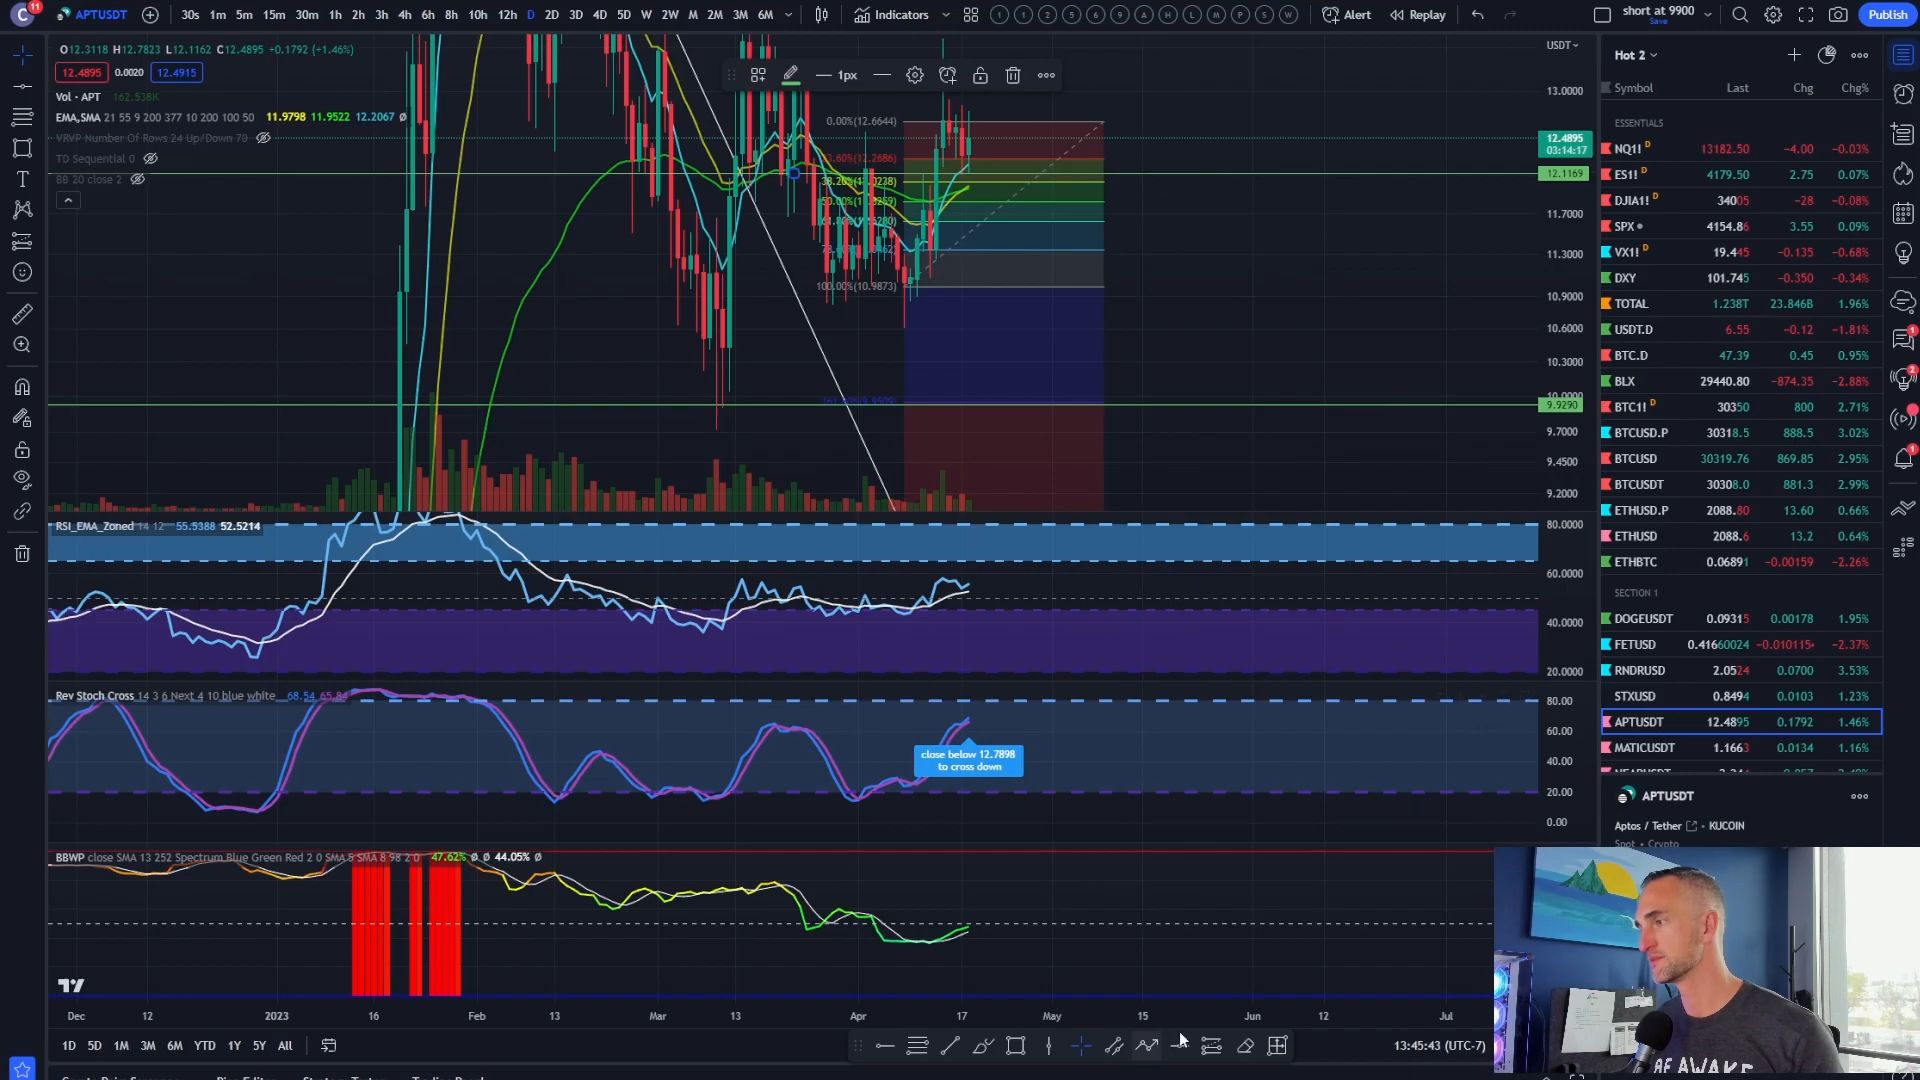 C
11
APTUSDT
30s 1m 5m 15m 30m 1h 2h 3h 4h 6h 8h 10h 12h D 2D 3D 4D 5D W 2W M 2M 3M 6M
Indicators
Alert
Replay
short at 9900
Save
Publish
O12.3118 H12.7823 L12.1162 C12.4895 +0.1792 (+1.46%)
12.4895 0.0020 12.4915
Vol · APT 162.538K
EMA,SMA 21 55 9 200 377 10 200 100 50 11.9798 11.9522 12.2067 ø
VRVP Number Of Rows 24 Up/Down 70
TD Sequential 0
BB 20 close 2
1px
0.00%(12.6644)
100.00%(10.9873)
USDT
13.0000
12.4895
03:14:17
12.1169
11.7000
11.3000
10.9000
10.6000
10.3000
9.9290
9.7000
9.4500
9.2000
RSI_EMA_Zoned 14 12 55.5388 52.5214
80.0000
60.0000
40.0000
20.0000
Rev Stoch Cross 14 3 6 Next 4 10 blue white 68.54 65.84
close below 12.7898
to cross down
80.00
60.00
40.00
20.00
0.00
BBWP close SMA 13 252 Spectrum Blue Green Red 2 0 SMA 5 SMA 8 98 2 0 47.62% ø ø 44.05% ø
Dec 12 2023 16 Feb 13 Mar 13 Apr 17 May 15 Jun 12 Jul
1D 5D 1M 3M 6M YTD 1Y 5Y All
13:45:43 (UTC-7)
Hot 2
Symbol Last Chg Chg%
ESSENTIALS
NQ1! D 13182.50 −4.00 −0.03%
ES1! D 4179.50 2.75 0.07%
DJIA1! D 34005 −28 −0.08%
SPX 4154.86 3.55 0.09%
VX1! D 19.445 −0.135 −0.68%
DXY 101.745 −0.350 −0.34%
TOTAL 1.238T 23.846B 1.96%
USDT.D 6.55 −0.12 −1.81%
BTC.D 47.39 0.45 0.95%
BLX 29440.80 −874.35 −2.88%
BTC1! D 30350 800 2.71%
BTCUSD.P 30318.5 888.5 3.02%
BTCUSD 30319.76 869.85 2.95%
BTCUSDT 30308.0 881.3 2.99%
ETHUSD.P 2088.80 13.60 0.66%
ETHUSD 2088.6 13.2 0.64%
ETHBTC 0.06891 −0.00159 −2.26%
SECTION 1
DOGEUSDT 0.09315 0.00178 1.95%
FETUSD 0.41660024 −0.010115 −2.37%
RNDRUSD 2.0524 0.0700 3.53%
STXUSD 0.8494 0.0103 1.23%
APTUSDT 12.4895 0.1792 1.46%
MATICUSDT 1.1663 0.0134 1.16%
APTUSDT
Aptos / Tether · KUCOIN
Spot · Crypto
BE AWAKE